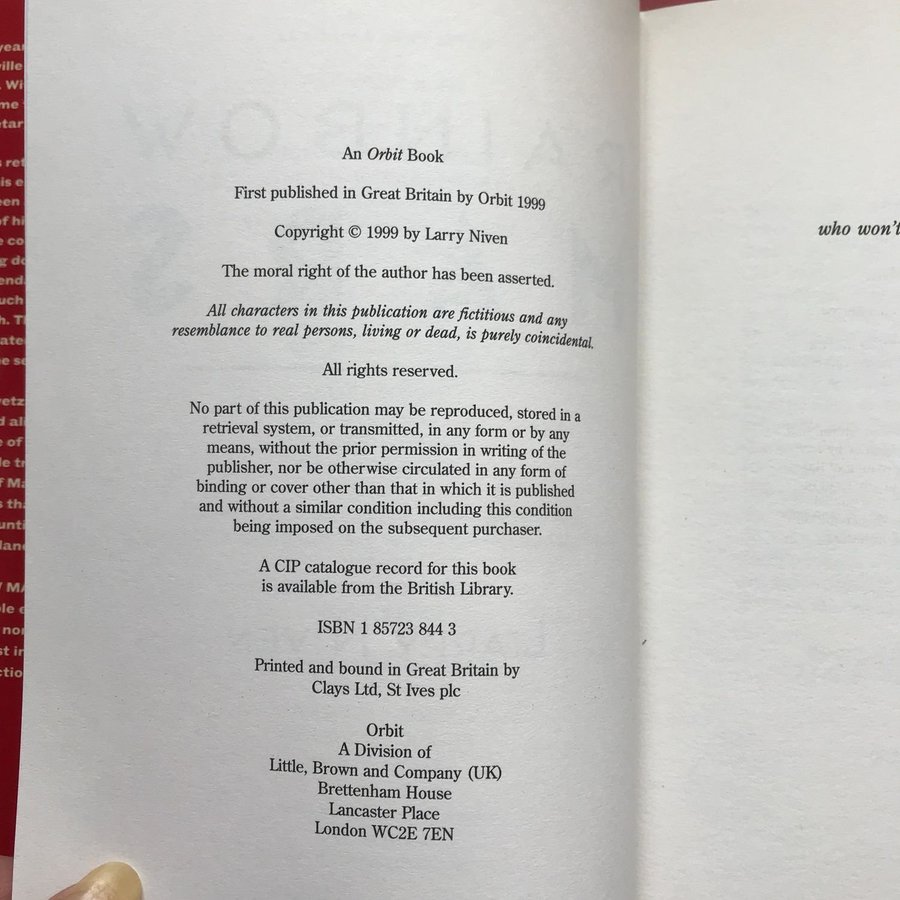 An Orbit Book
First published in Great Britain by Orbit 1999
Copyright © 1999 by Larry Niven
The moral right of the author has been asserted.
All characters in this publication are fictitious and any
resemblance to real persons, living or dead, is purely coincidental.
All rights reserved.
No part of this publication may be reproduced, stored in a
retrieval system, or transmitted, in any form or by any
means, without the prior permission in writing of the
publisher, nor be otherwise circulated in any form of
binding or cover other than that in which it is published
and without a similar condition including this condition
being imposed on the subsequent purchaser.
A CIP catalogue record for this book
is available from the British Library.
ISBN 1 85723 844 3
Printed and bound in Great Britain by
Clays Ltd, St Ives plc
Orbit
A Division of
Little, Brown and Company (UK)
Brettenham House
Lancaster Place
London WC2E 7EN
who won't